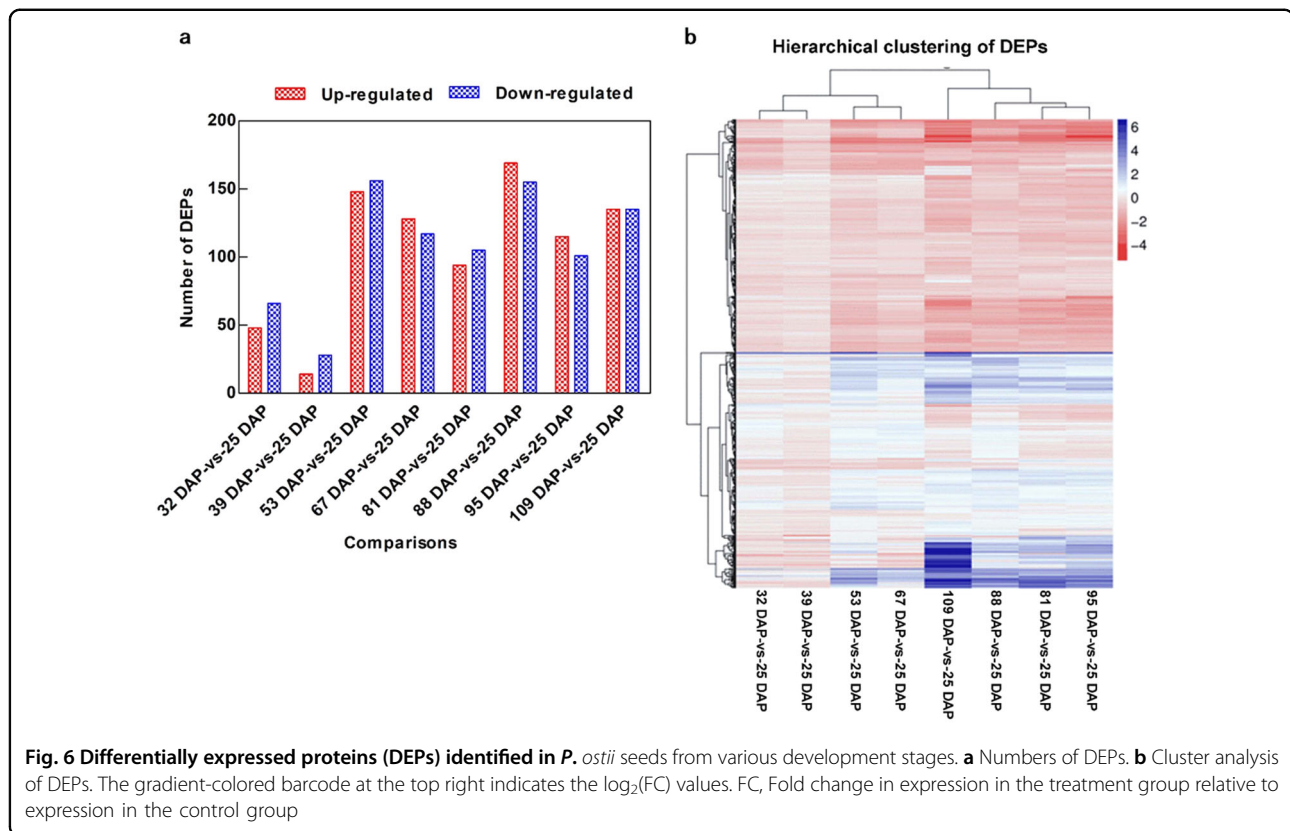 a
Up-regulated Down-regulated
Number of DEPs
200
150
100
50
0
32 DAP-vs-25 DAP
39 DAP-vs-25 DAP
53 DAP-vs-25 DAP
67 DAP-vs-25 DAP
81 DAP-vs-25 DAP
88 DAP-vs-25 DAP
95 DAP-vs-25 DAP
109 DAP-vs-25 DAP
Comparisons
b
Hierarchical clustering of DEPs
6
4
2
0
−2
−4
32 DAP-vs-25 DAP
39 DAP-vs-25 DAP
53 DAP-vs-25 DAP
67 DAP-vs-25 DAP
109 DAP-vs-25 DAP
88 DAP-vs-25 DAP
81 DAP-vs-25 DAP
95 DAP-vs-25 DAP
Fig. 6 Differentially expressed proteins (DEPs) identified in P. ostii seeds from various development stages. a Numbers of DEPs. b Cluster analysis
of DEPs. The gradient-colored barcode at the top right indicates the log₂(FC) values. FC, Fold change in expression in the treatment group relative to
expression in the control group